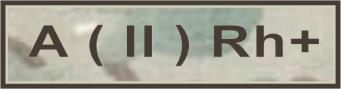 A ( II ) Rh+